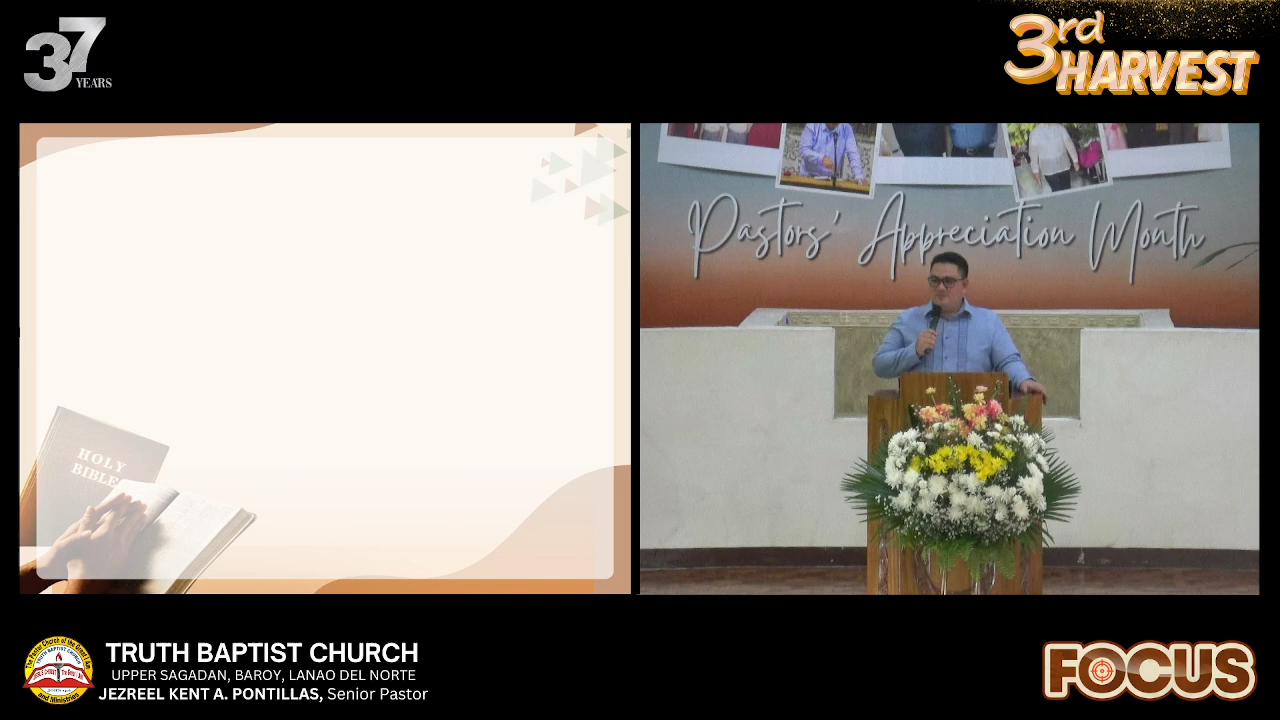 37
YEARS
3rd
HARVEST
HOLY
BIBLE
Pastors' Appreciation Month
TRUTH BAPTIST CHURCH
UPPER SAGADAN, BAROY, LANAO DEL NORTE
JEZREEL KENT A. PONTILLAS, Senior Pastor
FOCUS